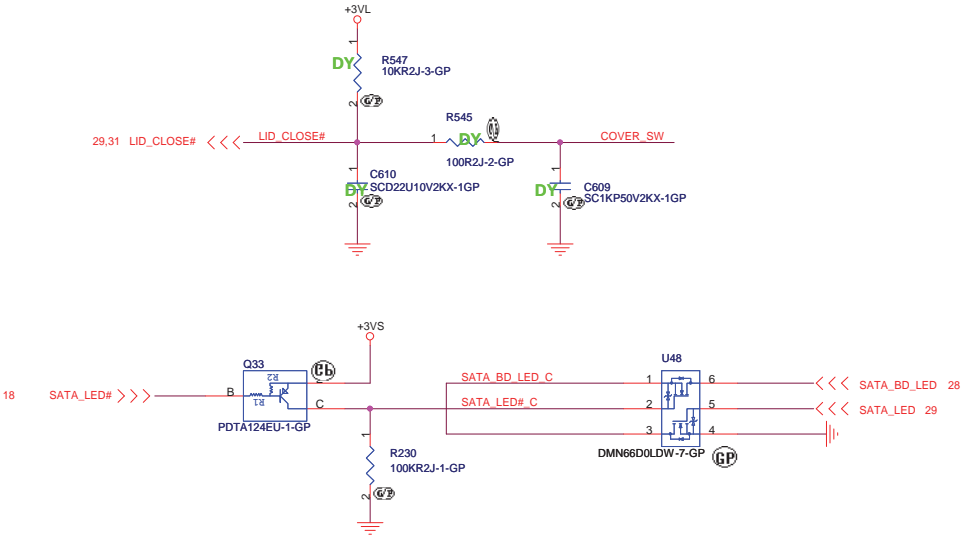 +3VL
1
DY
R547
10KR2J-3-GP
2
G/P
29,31 LID_CLOSE#
LID_CLOSE#
R545
1
DY
100R2J-2-GP
COVER_SW
1
C610
SCD22U10V2KX-1GP
DY
2
G/P
1
DY
C609
SC1KP50V2KX-1GP
2
G/P
+3VS
Q33
R2
R1
18 SATA_LED#
B
C
PDTA124EU-1-GP
1
R230
100KR2J-1-GP
2
G/P
U48
SATA_BD_LED_C
1
6
SATA_BD_LED 28
SATA_LED#_C
2
5
SATA_LED 29
3
4
DMN66D0LDW-7-GP
GP